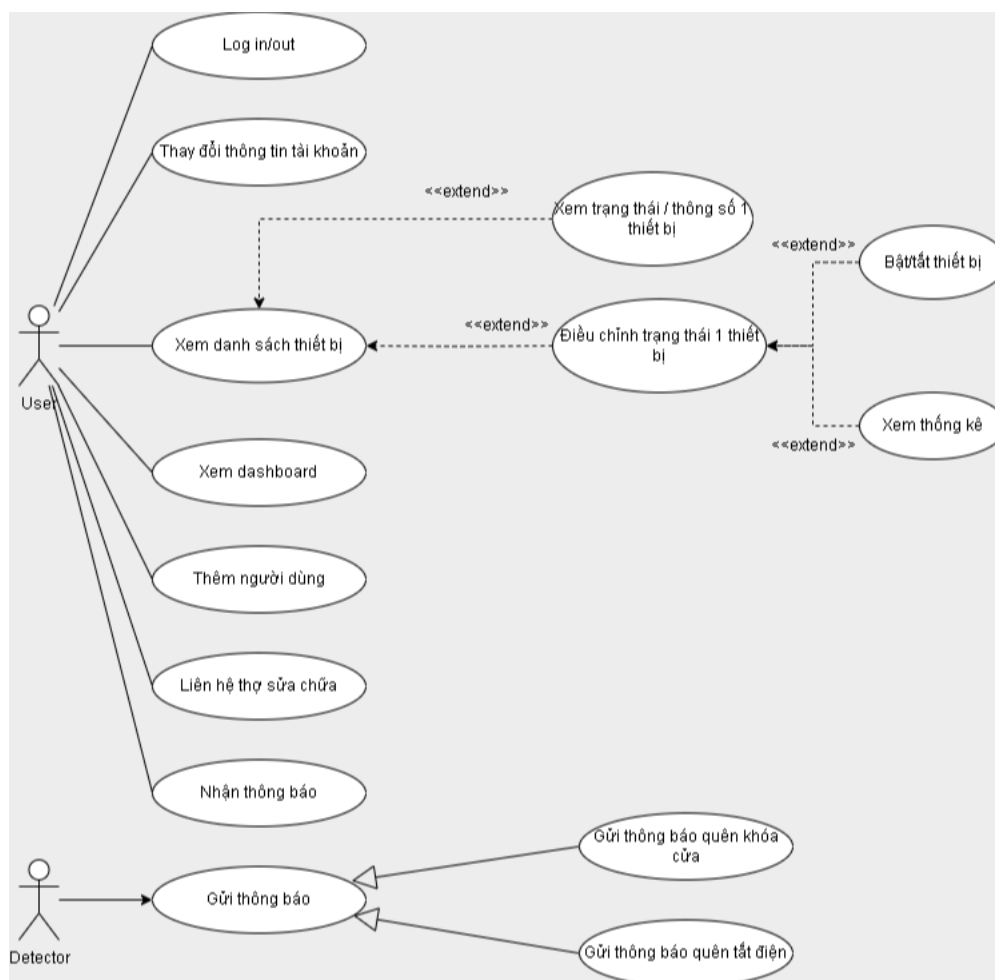 Log in/out
Thay đổi thông tin tài khoản
<<extend>>
Xem trạng thái / thông số 1
thiết bị
<<extend>>
Bật/tắt thiết bị
Xem danh sách thiết bị
<<extend>>
Điều chỉnh trạng thái 1 thiết
bị
User
Xem thống kê
<<extend>>
Xem dashboard
Thêm người dùng
Liên hệ thợ sửa chữa
Nhận thông báo
Gửi thông báo quên khóa
cửa
Gửi thông báo
Detector
Gửi thông báo quên tắt điện